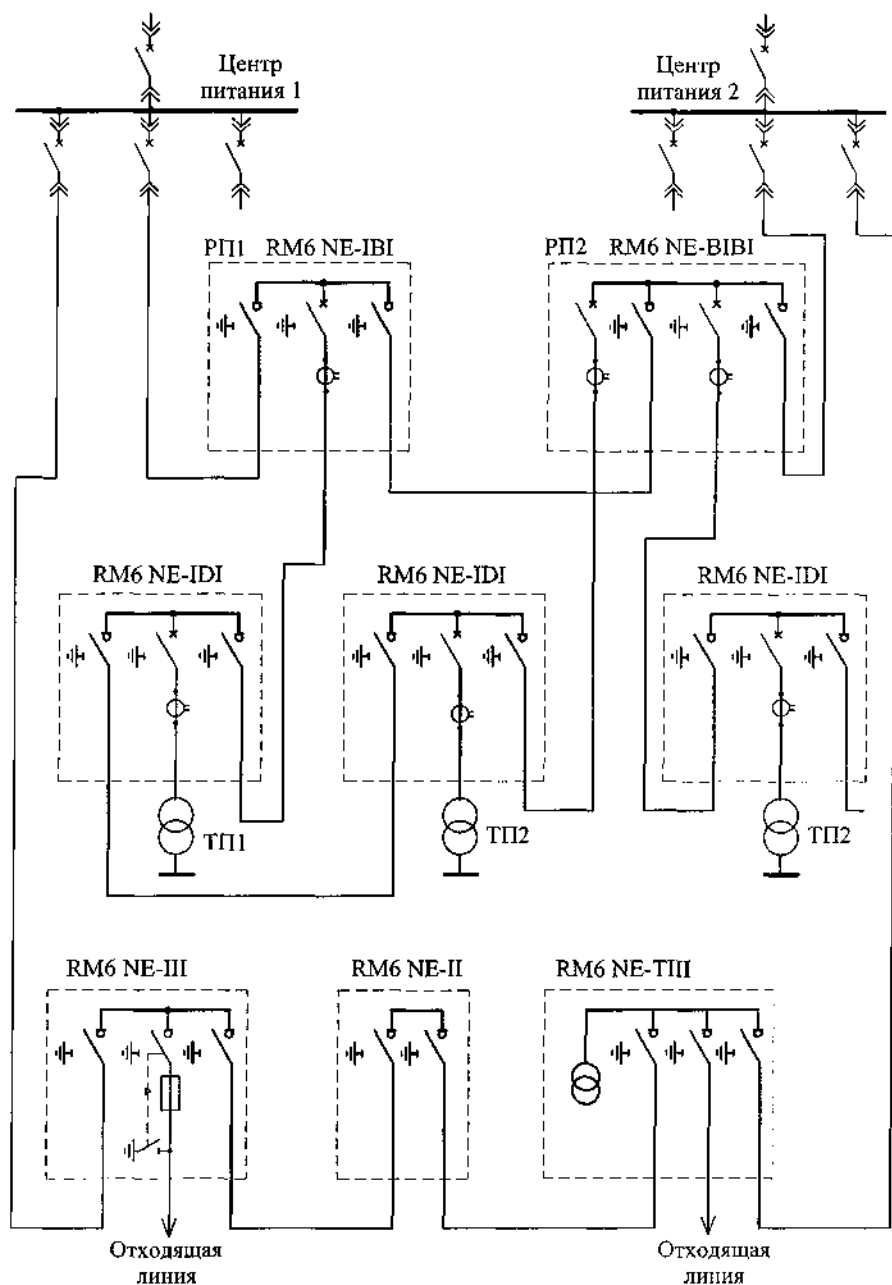 Центр
питания 1
Центр
питания 2
РП1 RM6 NE-IBI
РП2 RM6 NE-BIBI
RM6 NE-IDI
RM6 NE-IDI
RM6 NE-IDI
ТП1
ТП2
ТП2
RM6 NE-III
RM6 NE-II
RM6 NE-TIII
Отходящая
линия
Отходящая
линия